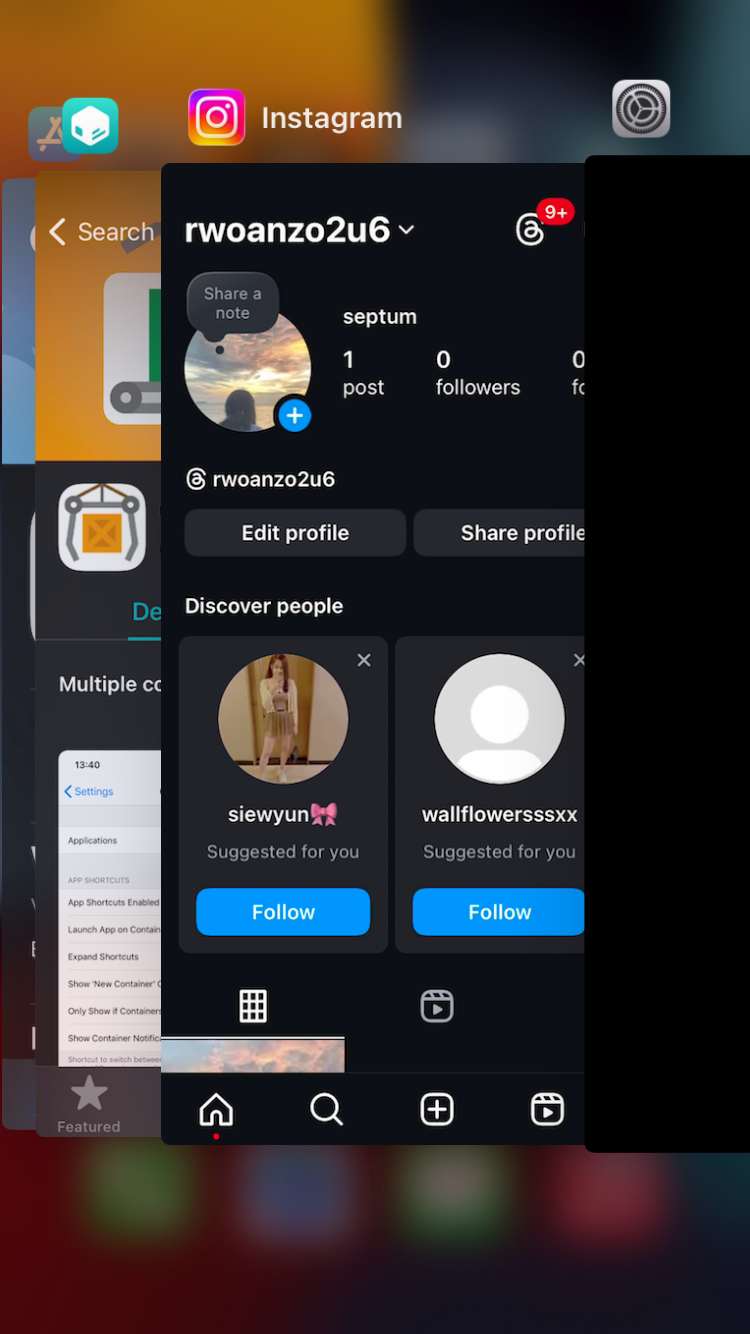 Instagram
Search
rwoanzo2u6
9+
Share a
note
septum
1
0
0
post
followers
fc
rwoanzo2u6
Edit profile
Share profile
De
Discover people
Multiple cc
siewyun🎀
wallflowersssxx
Suggested for you
Suggested for you
Follow
Follow
13:40
Settings
Applications
APP SHORTCUTS
App Shortcuts Enabled
Launch App on Contain
Expand Shortcuts
Show 'New Container'
Only Show if Containers
Show Container Notific
Shortcut to switch betwee
Featured